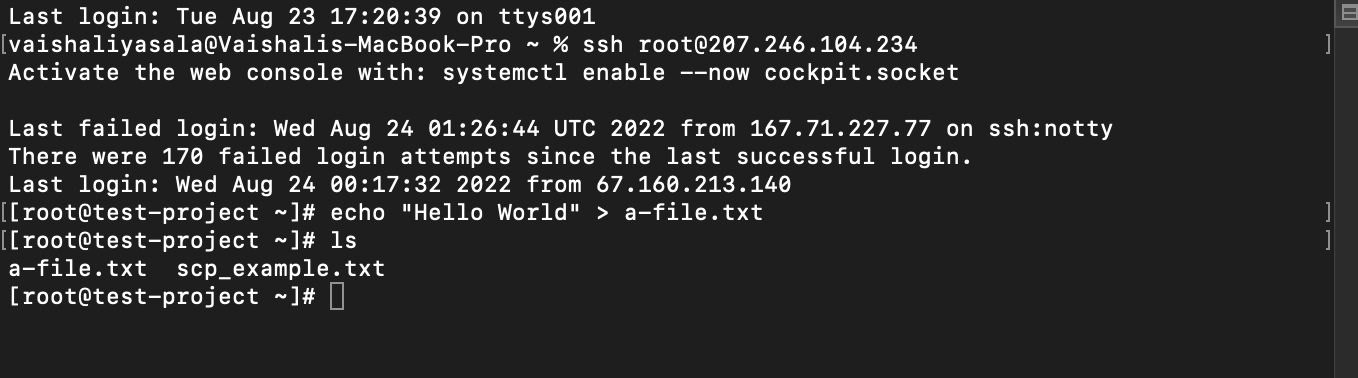 Last login: Tue Aug 23 17:20:39 on ttys001
[vaishaliyasala@Vaishalis-MacBook-Pro ~ % ssh root@207.246.104.234 ]
Activate the web console with: systemctl enable --now cockpit.socket
Last failed login: Wed Aug 24 01:26:44 UTC 2022 from 167.71.227.77 on ssh:notty
There were 170 failed login attempts since the last successful login.
Last login: Wed Aug 24 00:17:32 2022 from 67.160.213.140
[[root@test-project ~]# echo "Hello World" > a-file.txt ]
[[root@test-project ~]# ls ]
a-file.txt  scp_example.txt
[root@test-project ~]#